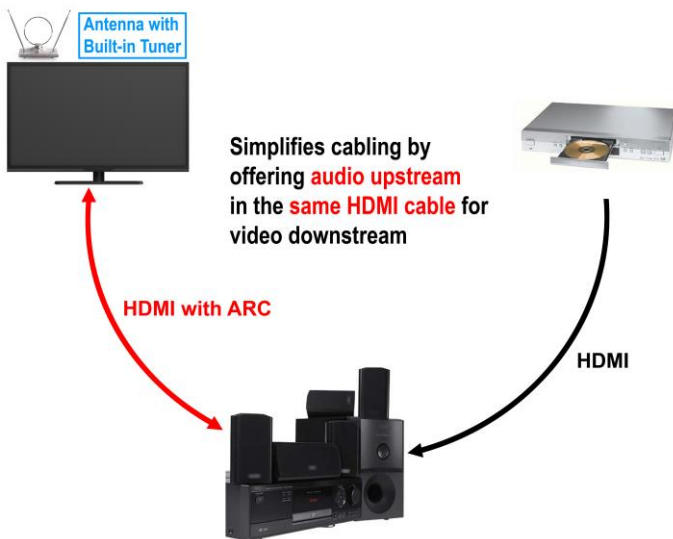 Antenna with
Built-in Tuner
Simplifies cabling by
offering audio upstream
in the same HDMI cable for
video downstream
HDMI with ARC
HDMI